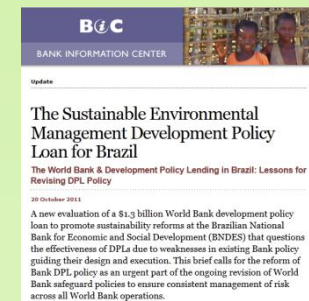 BiC
BANK INFORMATION CENTER
Update
The Sustainable Environmental
Management Development Policy
Loan for Brazil
The World Bank & Development Policy Lending in Brazil: Lessons for
Revising DPL Policy
20 October 2011
A new evaluation of a $1.3 billion World Bank development policy
loan to promote sustainability reforms at the Brazilian National
Bank for Economic and Social Development (BNDES) that questions
the effectiveness of DPLs due to weaknesses in existing Bank policy
guiding their design and execution. This brief calls for the reform of
Bank DPL policy as an urgent part of the ongoing revision of World
Bank safeguard policies to ensure consistent management of risk
across all World Bank operations.